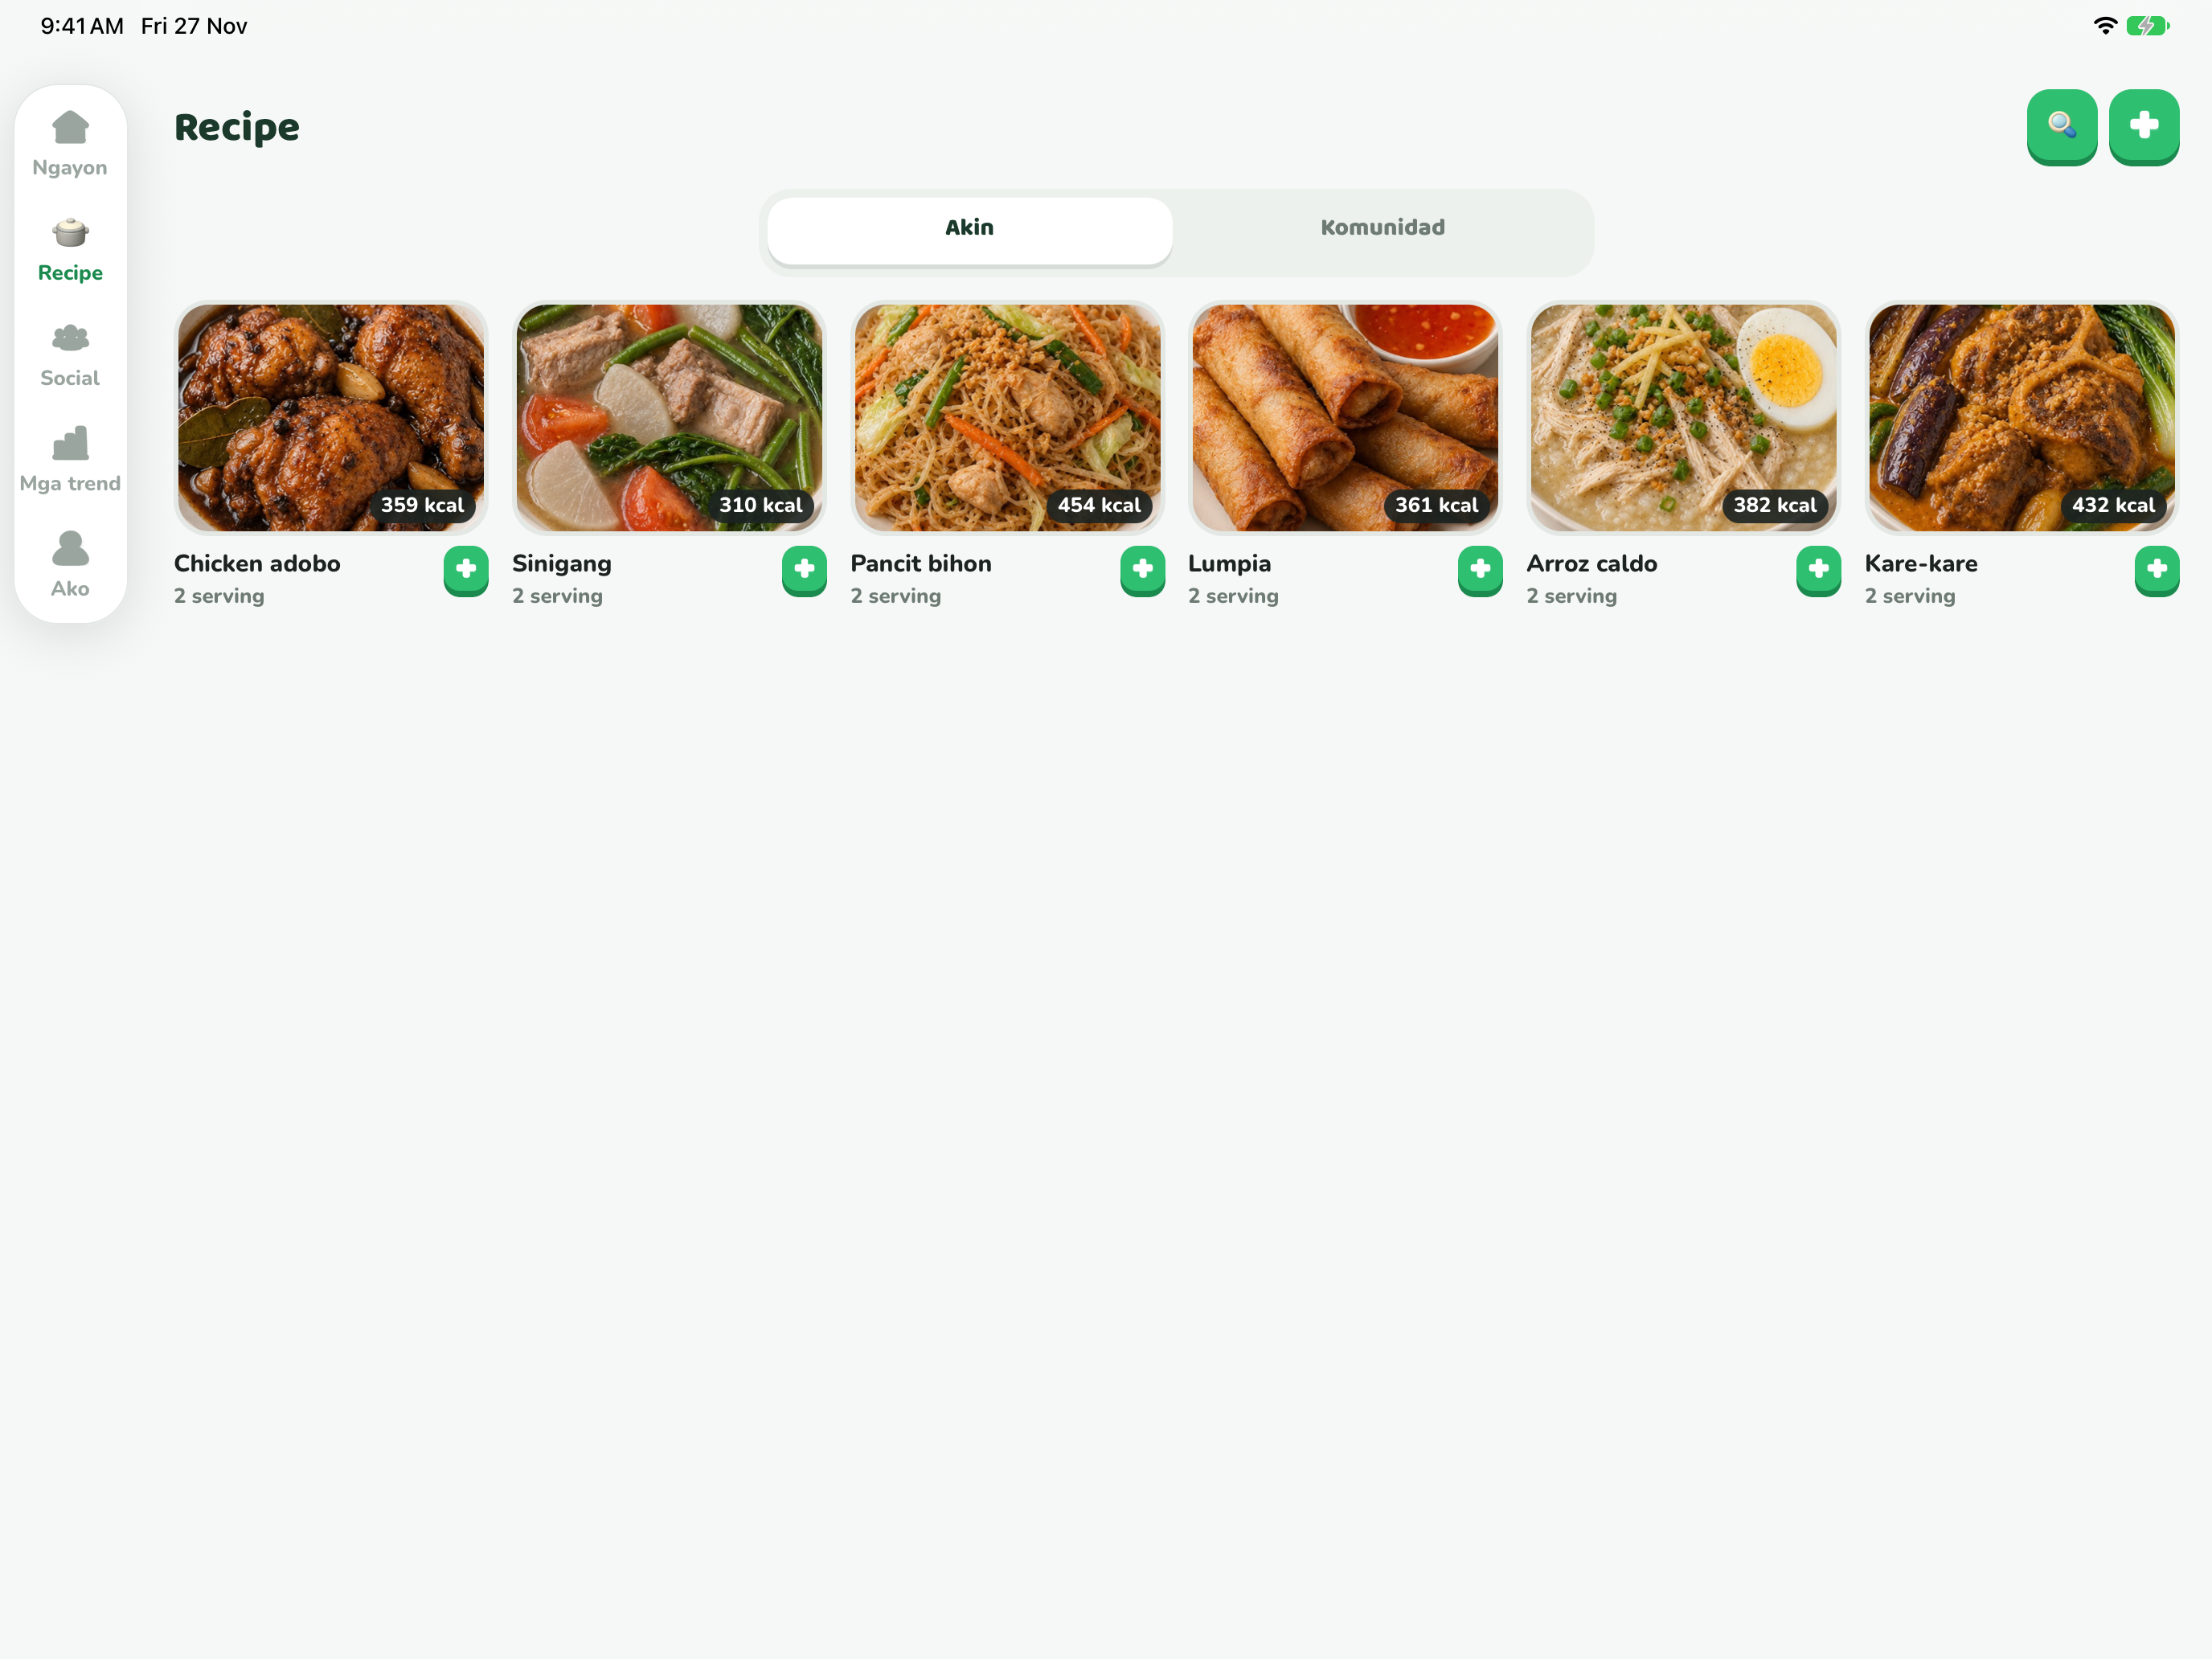 9:41 AM Fri 27 Nov
Ngayon
Recipe
Social
Mga trend
Ako
Recipe
Akin
Komunidad
359 kcal
Chicken adobo
2 serving
310 kcal
Sinigang
2 serving
454 kcal
Pancit bihon
2 serving
361 kcal
Lumpia
2 serving
382 kcal
Arroz caldo
2 serving
432 kcal
Kare-kare
2 serving